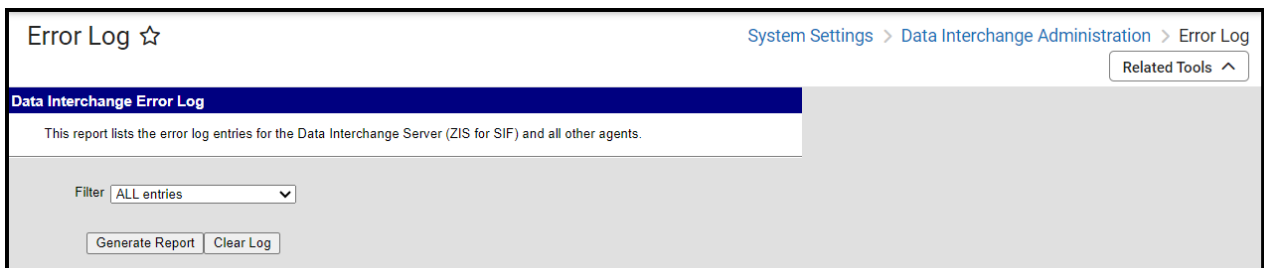 Error Log ☆
System Settings > Data Interchange Administration > Error Log
Related Tools
Data Interchange Error Log
This report lists the error log entries for the Data Interchange Server (ZIS for SIF) and all other agents.
Filter ALL entries
Generate Report Clear Log